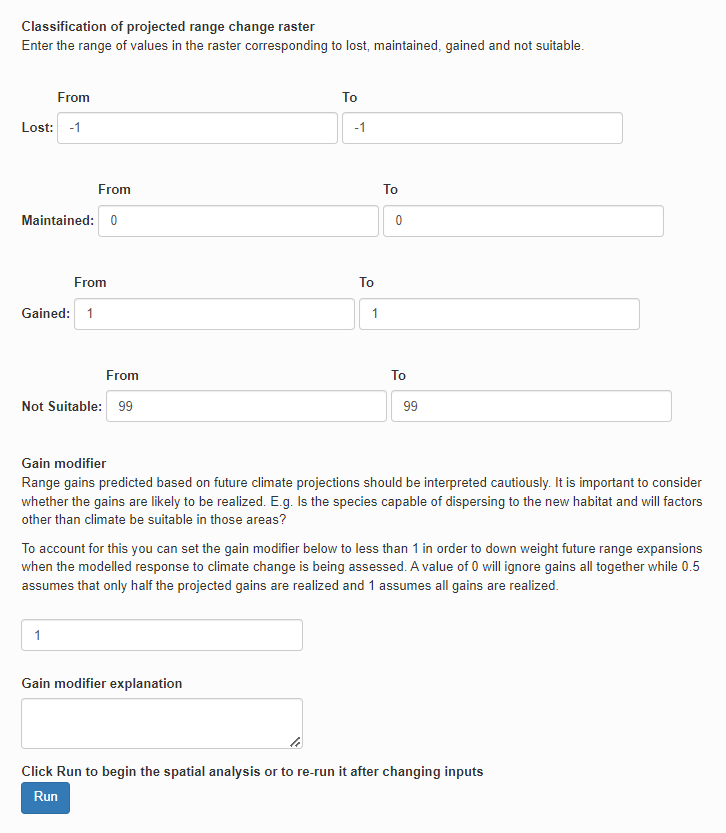 Classification of projected range change raster
Enter the range of values in the raster corresponding to lost, maintained, gained and not suitable.
From To
Lost: -1 -1
From To
Maintained: 0 0
From To
Gained: 1 1
From To
Not Suitable: 99 99
Gain modifier
Range gains predicted based on future climate projections should be interpreted cautiously. It is important to consider
whether the gains are likely to be realized. E.g. Is the species capable of dispersing to the new habitat and will factors
other than climate be suitable in those areas?
To account for this you can set the gain modifier below to less than 1 in order to down weight future range expansions
when the modelled response to climate change is being assessed. A value of 0 will ignore gains all together while 0.5
assumes that only half the projected gains are realized and 1 assumes all gains are realized.
1
Gain modifier explanation
Click Run to begin the spatial analysis or to re-run it after changing inputs
Run